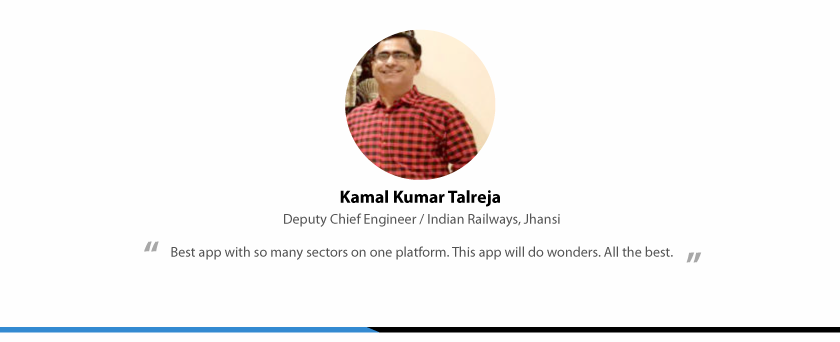 Kamal Kumar Talreja
Deputy Chief Engineer / Indian Railways, Jhansi
“ Best app with so many sectors on one platform. This app will do wonders. All the best. ”